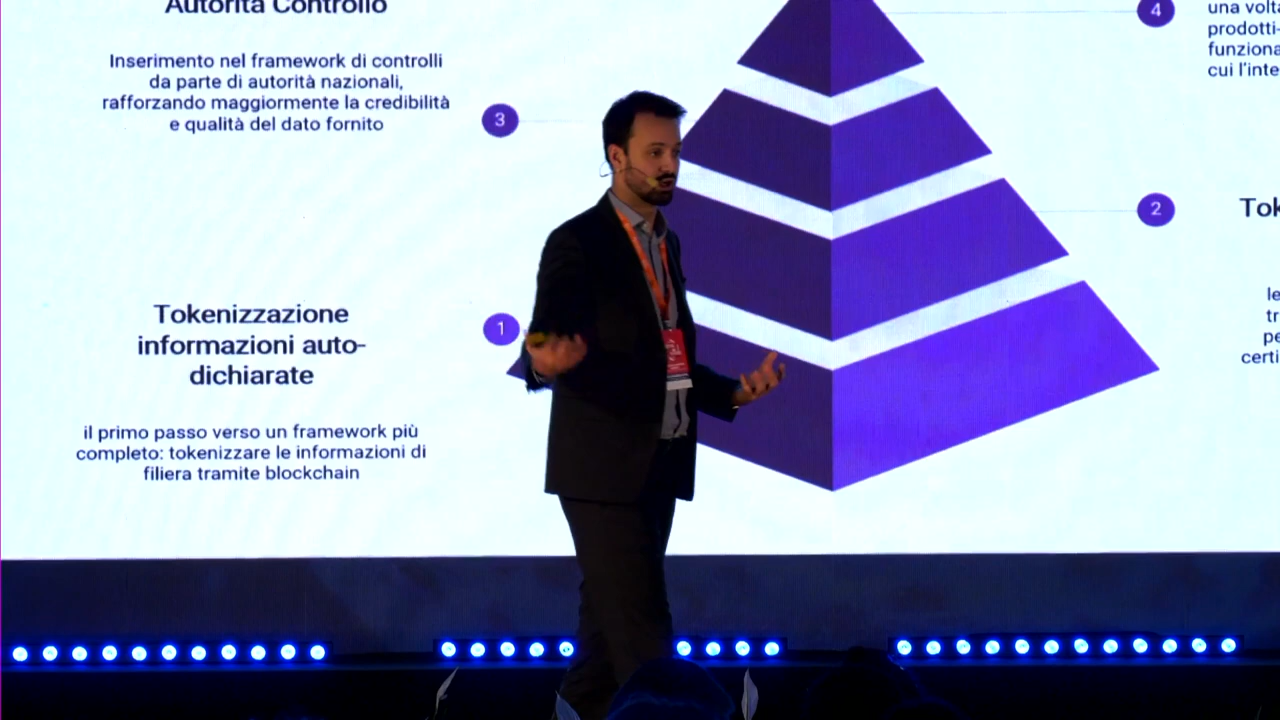 Autorità Controllo
Inserimento nel framework di controlli
da parte di autorità nazionali,
rafforzando maggiormente la credibilità
e qualità del dato fornito
3
Tokenizzazione
informazioni auto-
dichiarate
1
il primo passo verso un framework più
completo: tokenizzare le informazioni di
filiera tramite blockchain
4
una volta
prodotti-
funziona
cui l'inte
2
Tok
le
tr
pe
certi